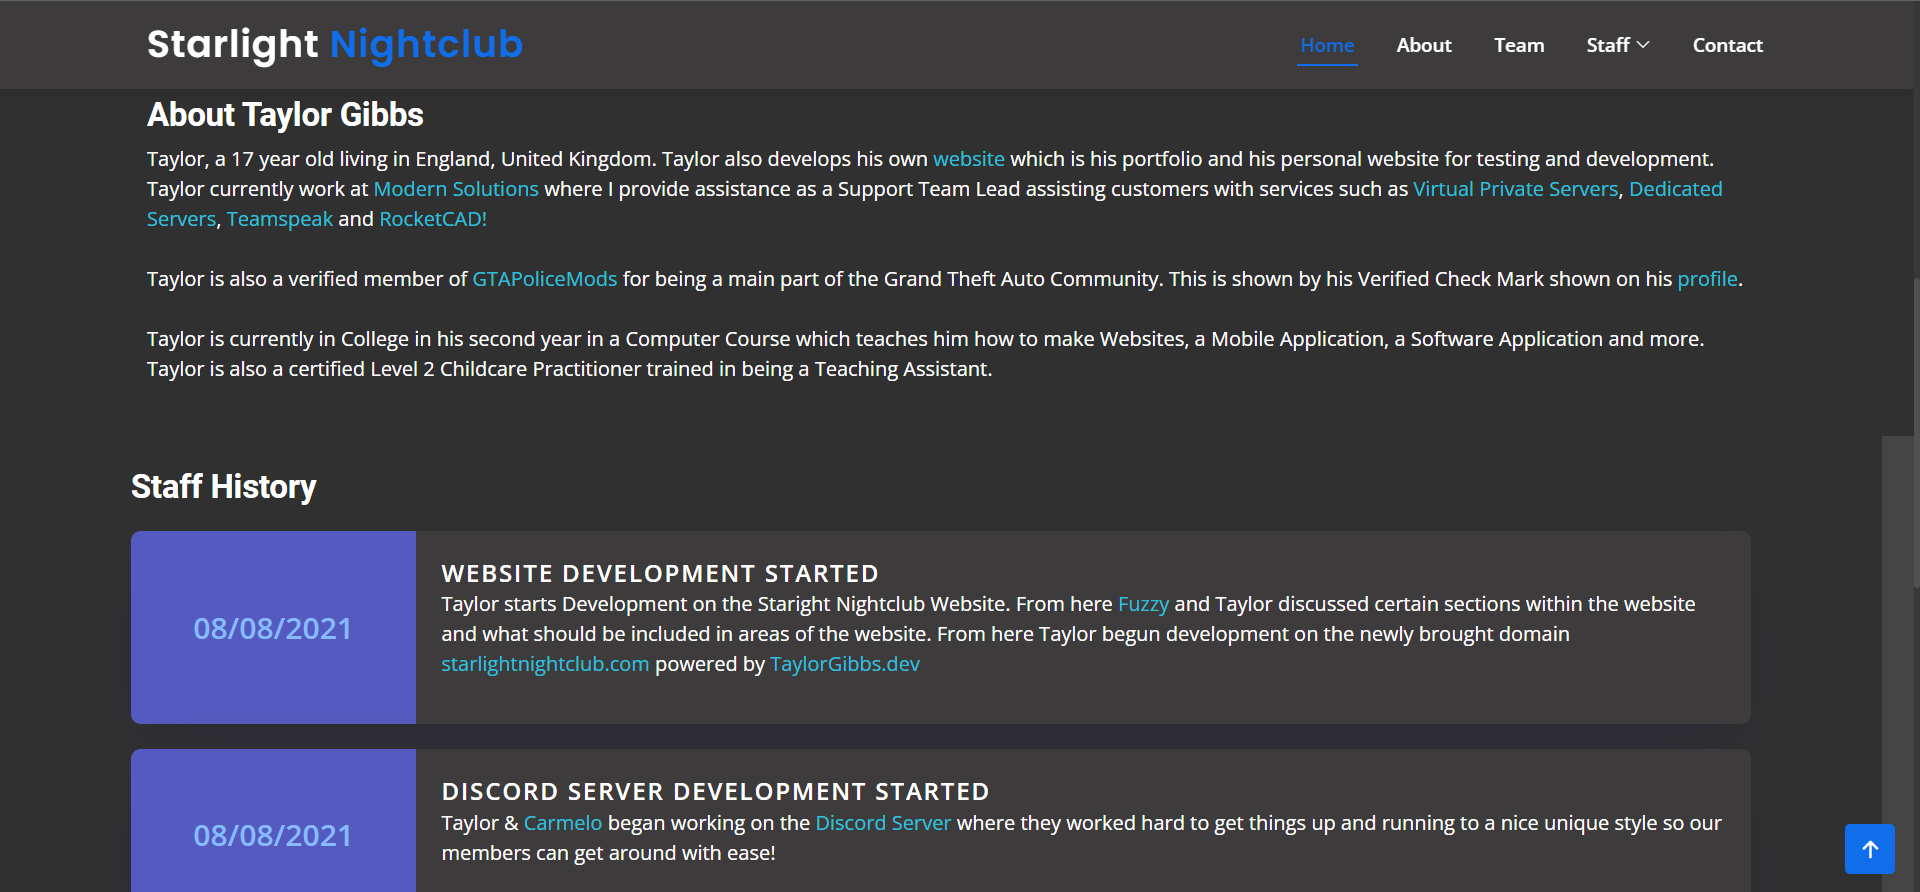 Starlight Nightclub
Home About Team Staff Contact
About Taylor Gibbs
Taylor, a 17 year old living in England, United Kingdom. Taylor also develops his own website which is his portfolio and his personal website for testing and development.
Taylor currently work at Modern Solutions where I provide assistance as a Support Team Lead assisting customers with services such as Virtual Private Servers, Dedicated
Servers, Teamspeak and RocketCAD!
Taylor is also a verified member of GTAPoliceMods for being a main part of the Grand Theft Auto Community. This is shown by his Verified Check Mark shown on his profile.
Taylor is currently in College in his second year in a Computer Course which teaches him how to make Websites, a Mobile Application, a Software Application and more.
Taylor is also a certified Level 2 Childcare Practitioner trained in being a Teaching Assistant.
Staff History
08/08/2021
WEBSITE DEVELOPMENT STARTED
Taylor starts Development on the Staright Nightclub Website. From here Fuzzy and Taylor discussed certain sections within the website
and what should be included in areas of the website. From here Taylor begun development on the newly brought domain
starlightnightclub.com powered by TaylorGibbs.dev
08/08/2021
DISCORD SERVER DEVELOPMENT STARTED
Taylor & Carmelo began working on the Discord Server where they worked hard to get things up and running to a nice unique style so our
members can get around with ease!